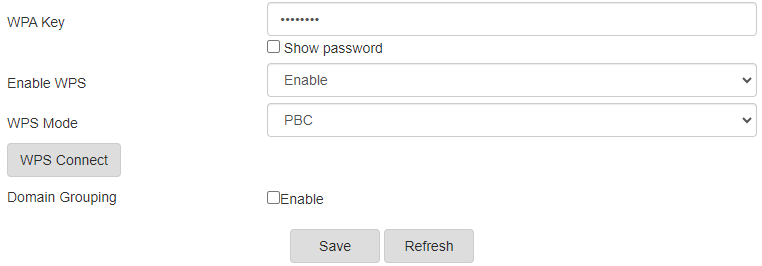 WPA Key ••••••••
Show password
Enable WPS Enable
WPS Mode PBC
WPS Connect
Domain Grouping Enable
Save Refresh